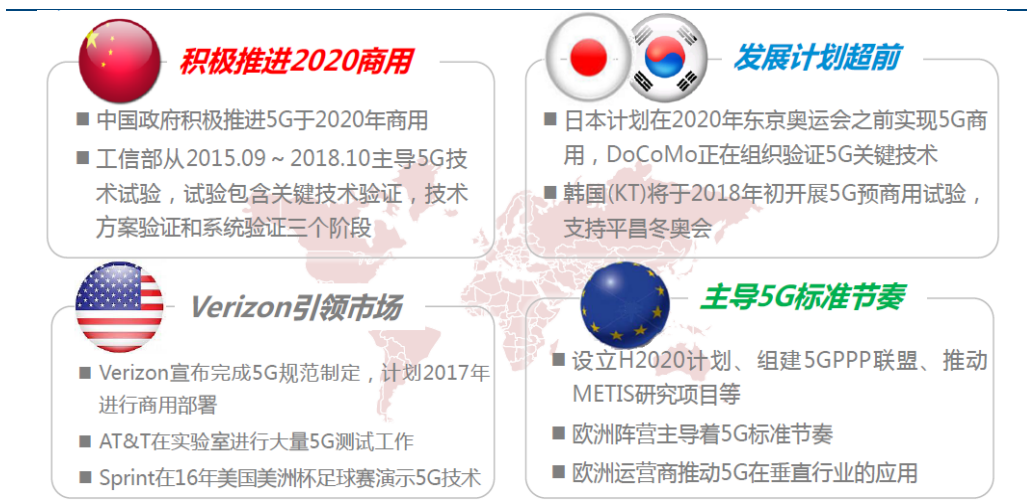 积极推进2020商用
■ 中国政府积极推进5G于2020年商用
■ 工信部从2015.09 ~ 2018.10主导5G技
术试验，试验包含关键技术验证，技术
方案验证和系统验证三个阶段
发展计划超前
■ 日本计划在2020年东京奥运会之前实现5G商
用，DoCoMo正在组织验证5G关键技术
■ 韩国(KT)将于2018年初开展5G预商用试验，
支持平昌冬奥会
Verizon引领市场
■ Verizon宣布完成5G规范制定，计划2017年
进行商用部署
■ AT&T在实验室进行大量5G测试工作
■ Sprint在16年美国美洲杯足球赛演示5G技术
主导5G标准节奏
■ 设立H2020计划、组建5GPPP联盟、推动
METIS研究项目等
■ 欧洲阵营主导着5G标准节奏
■ 欧洲运营商推动5G在垂直行业的应用